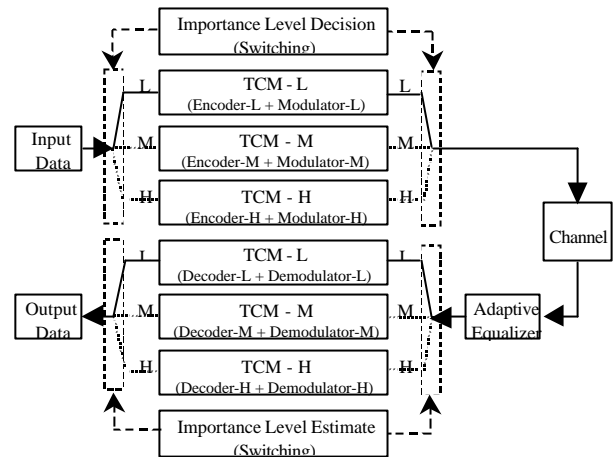 Importance Level Decision
(Switching)
L
TCM - L
(Encoder-L + Modulator-L)
L
Input
Data
M
TCM - M
(Encoder-M + Modulator-M)
M
H
TCM - H
(Encoder-H + Modulator-H)
H
Channel
L
TCM - L
(Decoder-L + Demodulator-L)
L
Output
Data
M
TCM - M
(Decoder-M + Demodulator-M)
M
Adaptive
Equalizer
H
TCM - H
(Decoder-H + Demodulator-H)
H
Importance Level Estimate
(Switching)